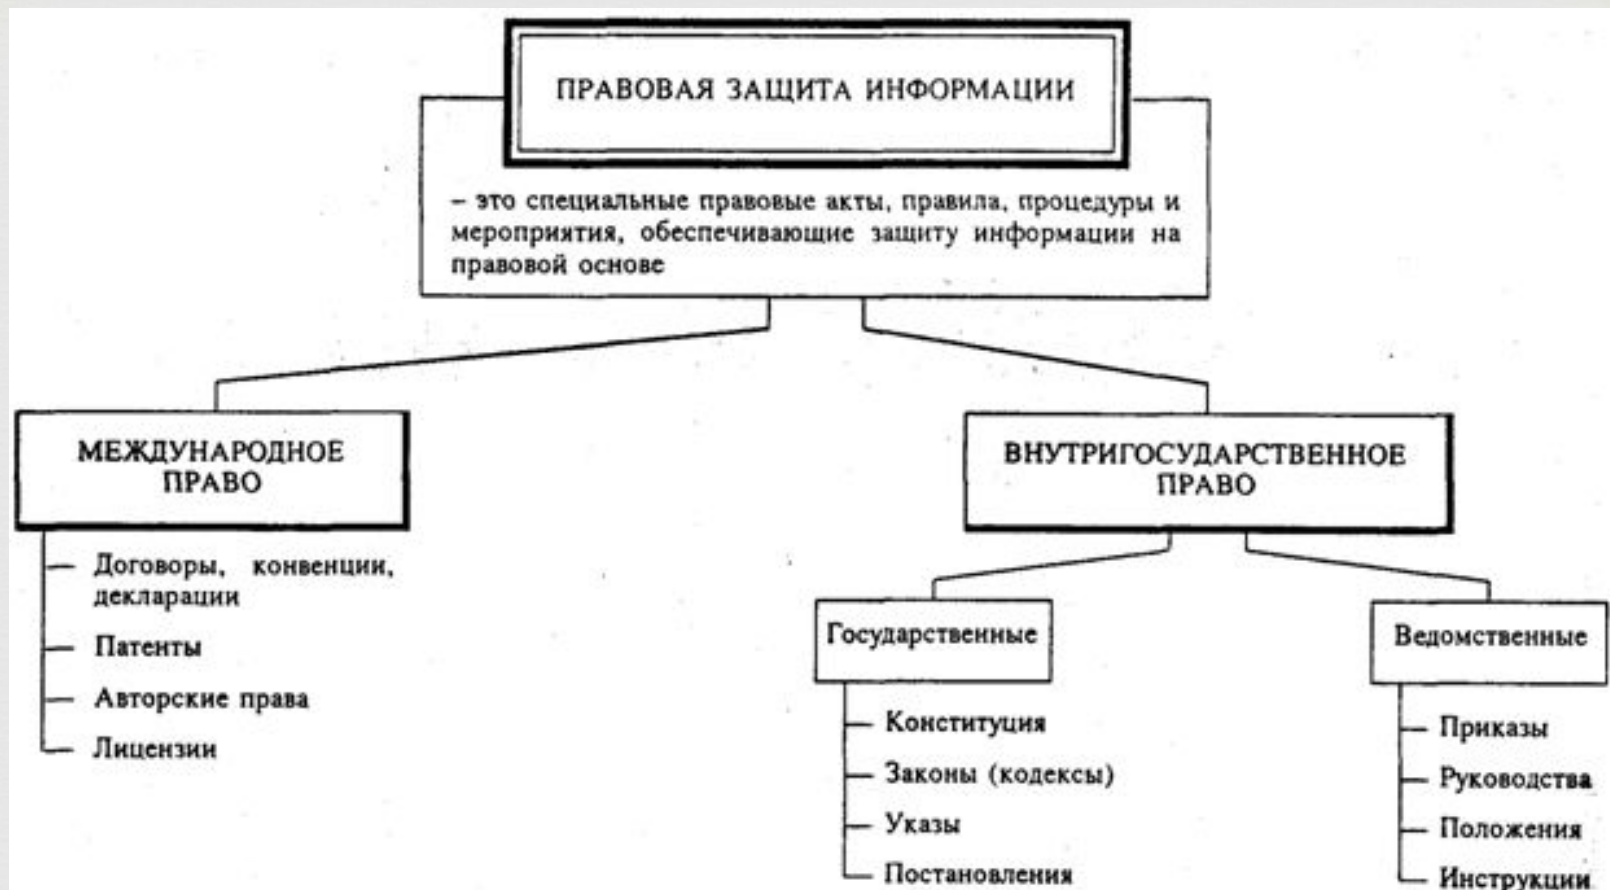 ПРАВОВАЯ ЗАЩИТА ИНФОРМАЦИИ
– это специальные правовые акты, правила, процедуры и
мероприятия, обеспечивающие защиту информации на
правовой основе
МЕЖДУНАРОДНОЕ
ПРАВО
Договоры, конвенции,
декларации
Патенты
Авторские права
Лицензии
ВНУТРИГОСУДАРСТВЕННОЕ
ПРАВО
Государственные
Конституция
Законы (кодексы)
Указы
Постановления
Ведомственные
Приказы
Руководства
Положения
Инструкции